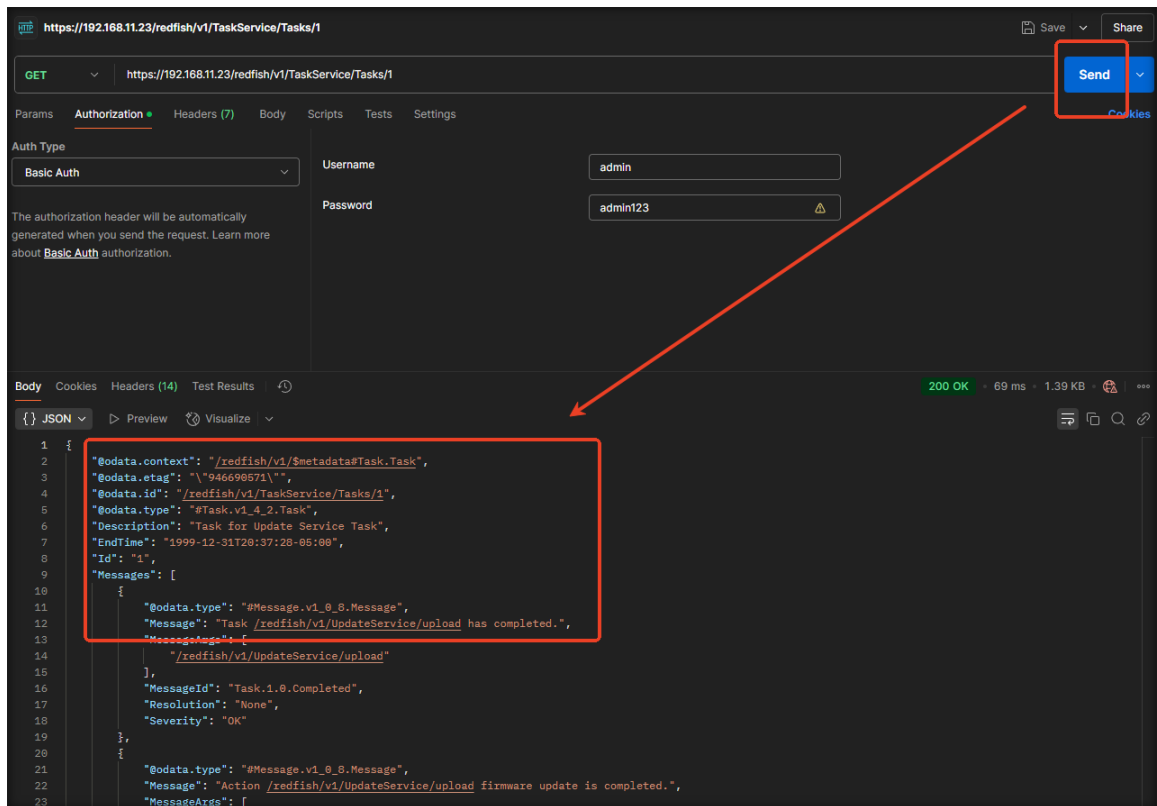 HTTP https://192.168.11.23/redfish/v1/TaskService/Tasks/1 Save Share
GET https://192.168.11.23/redfish/v1/TaskService/Tasks/1 Send
Params Authorization Headers (7) Body Scripts Tests Settings Cookies
Auth Type
Basic Auth
Username admin
Password admin123
The authorization header will be automatically
generated when you send the request. Learn more
about Basic Auth authorization.
Body Cookies Headers (14) Test Results 200 OK 69 ms 1.39 KB
{} JSON Preview Visualize
1 {
2 "@odata.context": "/redfish/v1/$metadata#Task.Task",
3 "@odata.etag": "\"946690571\"",
4 "@odata.id": "/redfish/v1/TaskService/Tasks/1",
5 "@odata.type": "#Task.v1_4_2.Task",
6 "Description": "Task for Update Service Task",
7 "EndTime": "1999-12-31T20:37:28-05:00",
8 "Id": "1",
9 "Messages": [
10 {
11 "@odata.type": "#Message.v1_0_8.Message",
12 "Message": "Task /redfish/v1/UpdateService/upload has completed.",
13 "MessageArgs": [
14 "/redfish/v1/UpdateService/upload"
15 ],
16 "MessageId": "Task.1.0.Completed",
17 "Resolution": "None",
18 "Severity": "OK"
19 },
20 {
21 "@odata.type": "#Message.v1_0_8.Message",
22 "Message": "Action /redfish/v1/UpdateService/upload firmware update is completed.",
23 "MessageArgs": [